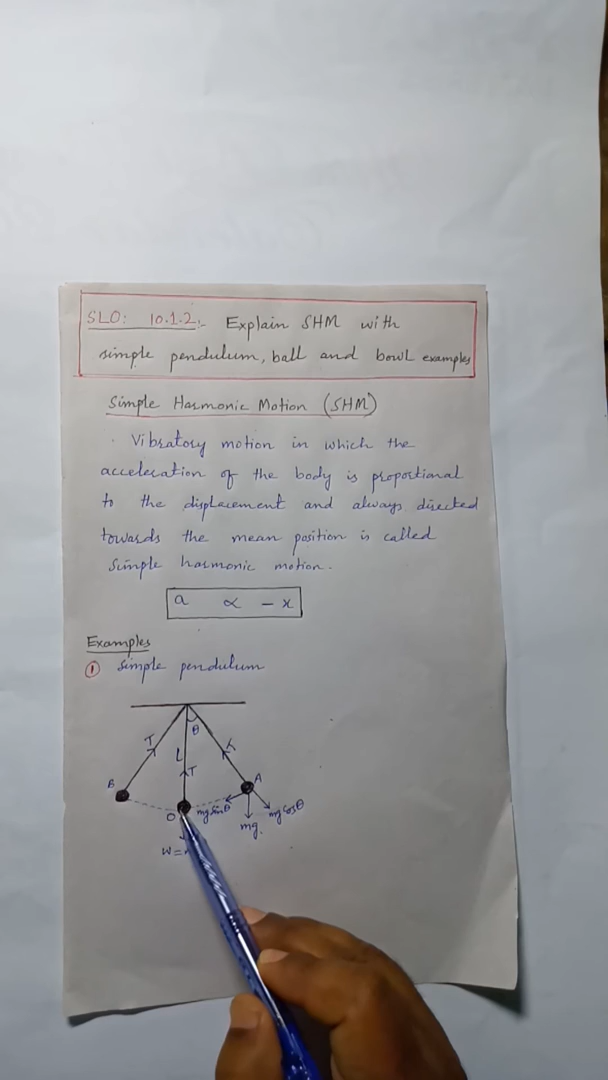 SLO: 10.1.2:- Explain SHM with
simple pendulum, ball and bowl examples
Simple Harmonic Motion (SHM)
Vibratory motion in which the
acceleration of the body is proportional
to the displacement and always directed
towards the mean position is called
simple harmonic motion.
a ∝ - x
Examples
① Simple pendulum
θ
T L T
T
B A
O mg sinθ mg cosθ
mg
W =